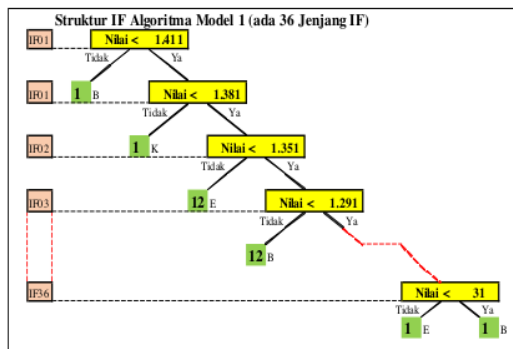 Struktur IF Algoritma Model 1 (ada 36 Jenjang IF)
IF01 Nilai < 1.411
Tidak Ya
IF01 1 B Nilai < 1.381
Tidak Ya
IF02 1 K Nilai < 1.351
Tidak Ya
IF03 12 E Nilai < 1.291
Tidak Ya
12 B
IF36 Nilai < 31
Tidak Ya
1 E 1 B